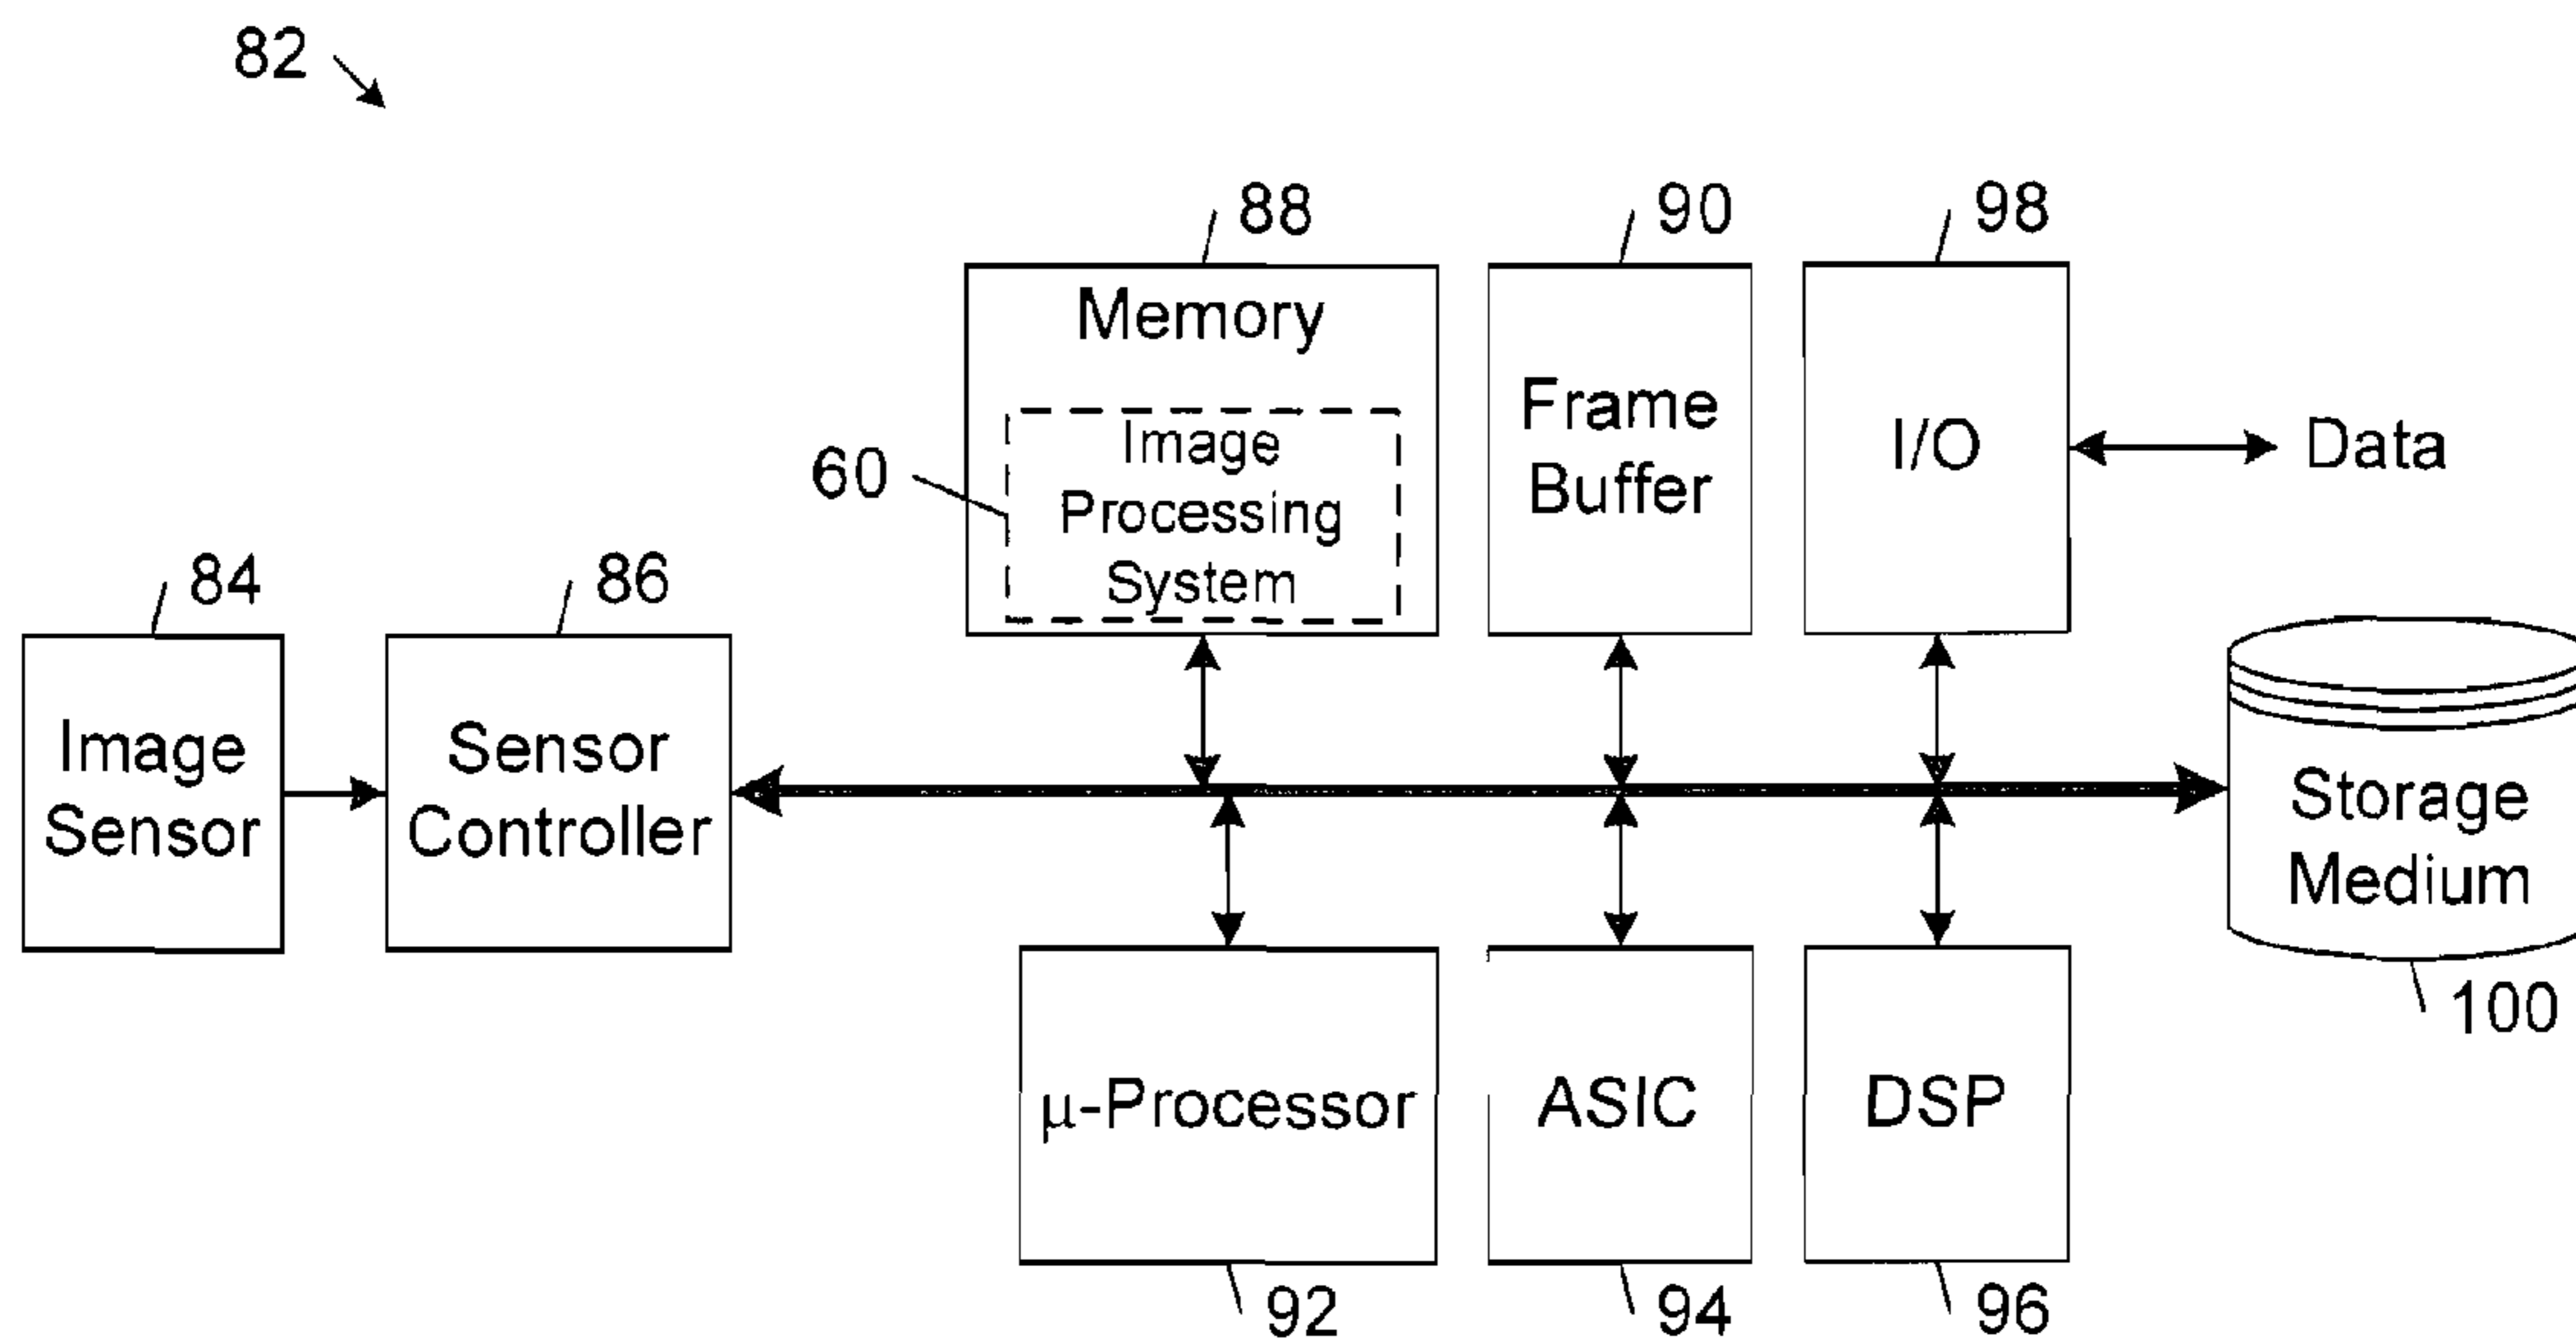 82
88
90
98
Memory
Image
Processing
System
60
Frame
Buffer
I/O
Data
84
86
Image
Sensor
Sensor
Controller
Storage
Medium
100
μ-Processor
ASIC
DSP
92
94
96